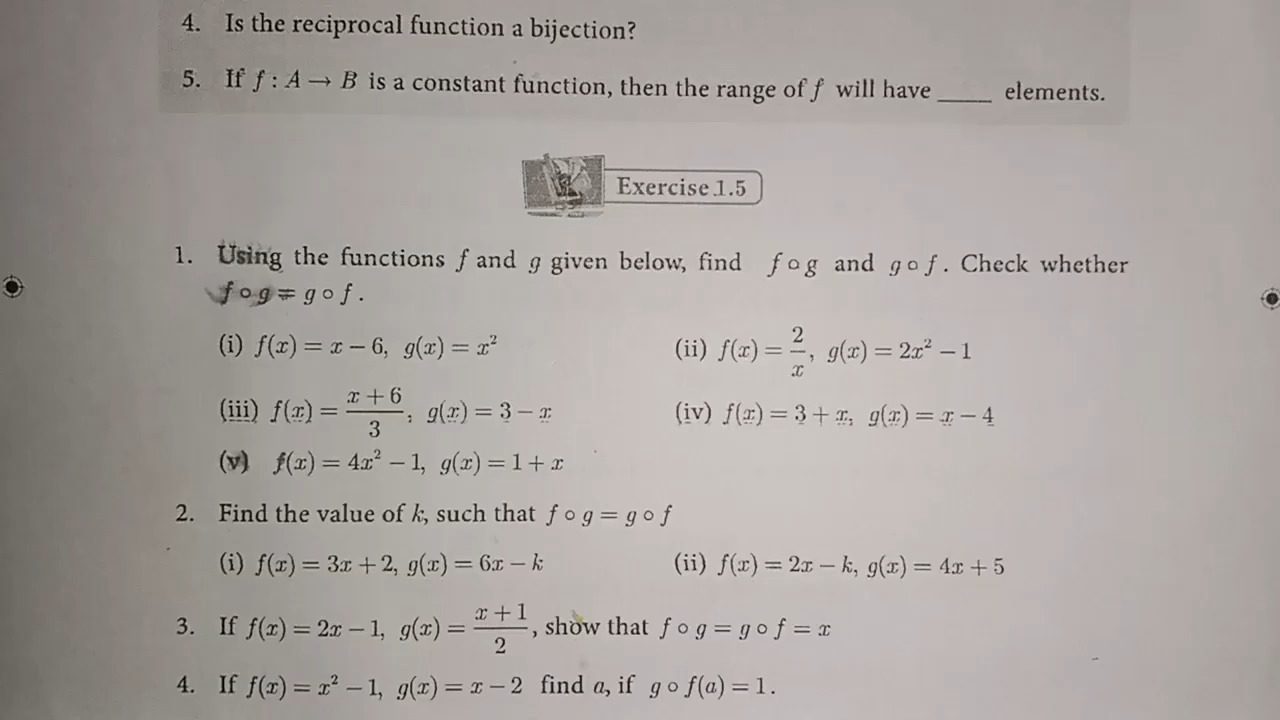 4. Is the reciprocal function a bijection?
5. If f : A → B is a constant function, then the range of f will have ____ elements.
Exercise 1.5
1. Using the functions f and g given below, find f ∘ g and g ∘ f. Check whether
f ∘ g = g ∘ f.
(i) f(x) = x − 6, g(x) = x² (ii) f(x) = 2/x, g(x) = 2x² − 1
(iii) f(x) = (x + 6)/3, g(x) = 3 − x (iv) f(x) = 3 + x, g(x) = x − 4
(v) f(x) = 4x² − 1, g(x) = 1 + x
2. Find the value of k, such that f ∘ g = g ∘ f
(i) f(x) = 3x + 2, g(x) = 6x − k (ii) f(x) = 2x − k, g(x) = 4x + 5
3. If f(x) = 2x − 1, g(x) = (x + 1)/2, show that f ∘ g = g ∘ f = x
4. If f(x) = x² − 1, g(x) = x − 2 find a, if g ∘ f(a) = 1.